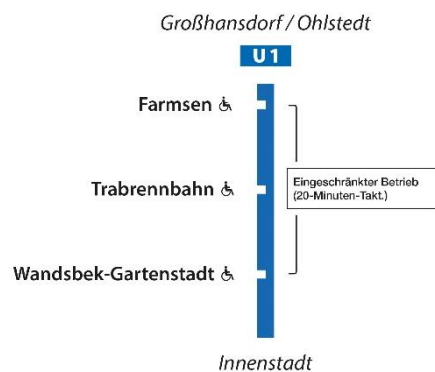 Großhansdorf / Ohlstedt
U1
Farmsen
Trabrennbahn
Eingeschränkter Betrieb
(20-Minuten-Takt.)
Wandsbek-Gartenstadt
Innenstadt